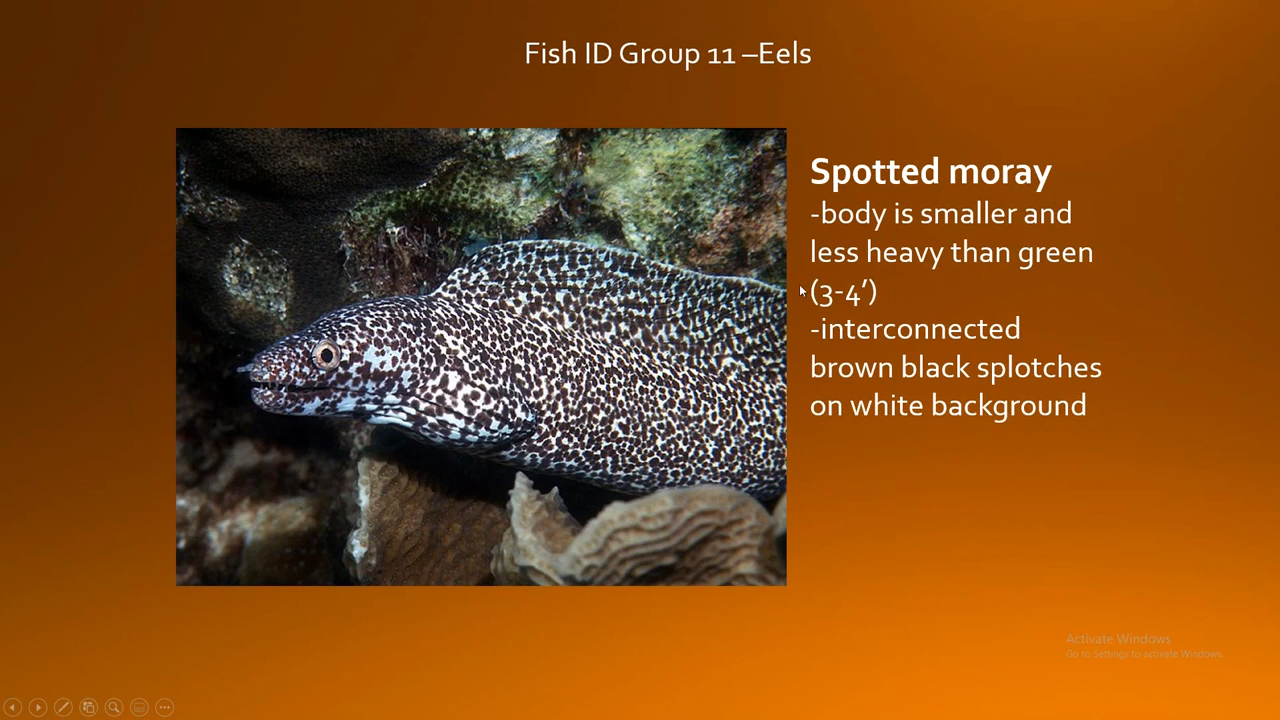 Fish ID Group 11 –Eels
Spotted moray
-body is smaller and
less heavy than green
(3-4’)
-interconnected
brown black splotches
on white background
Activate Windows
Go to Settings to activate Windows.